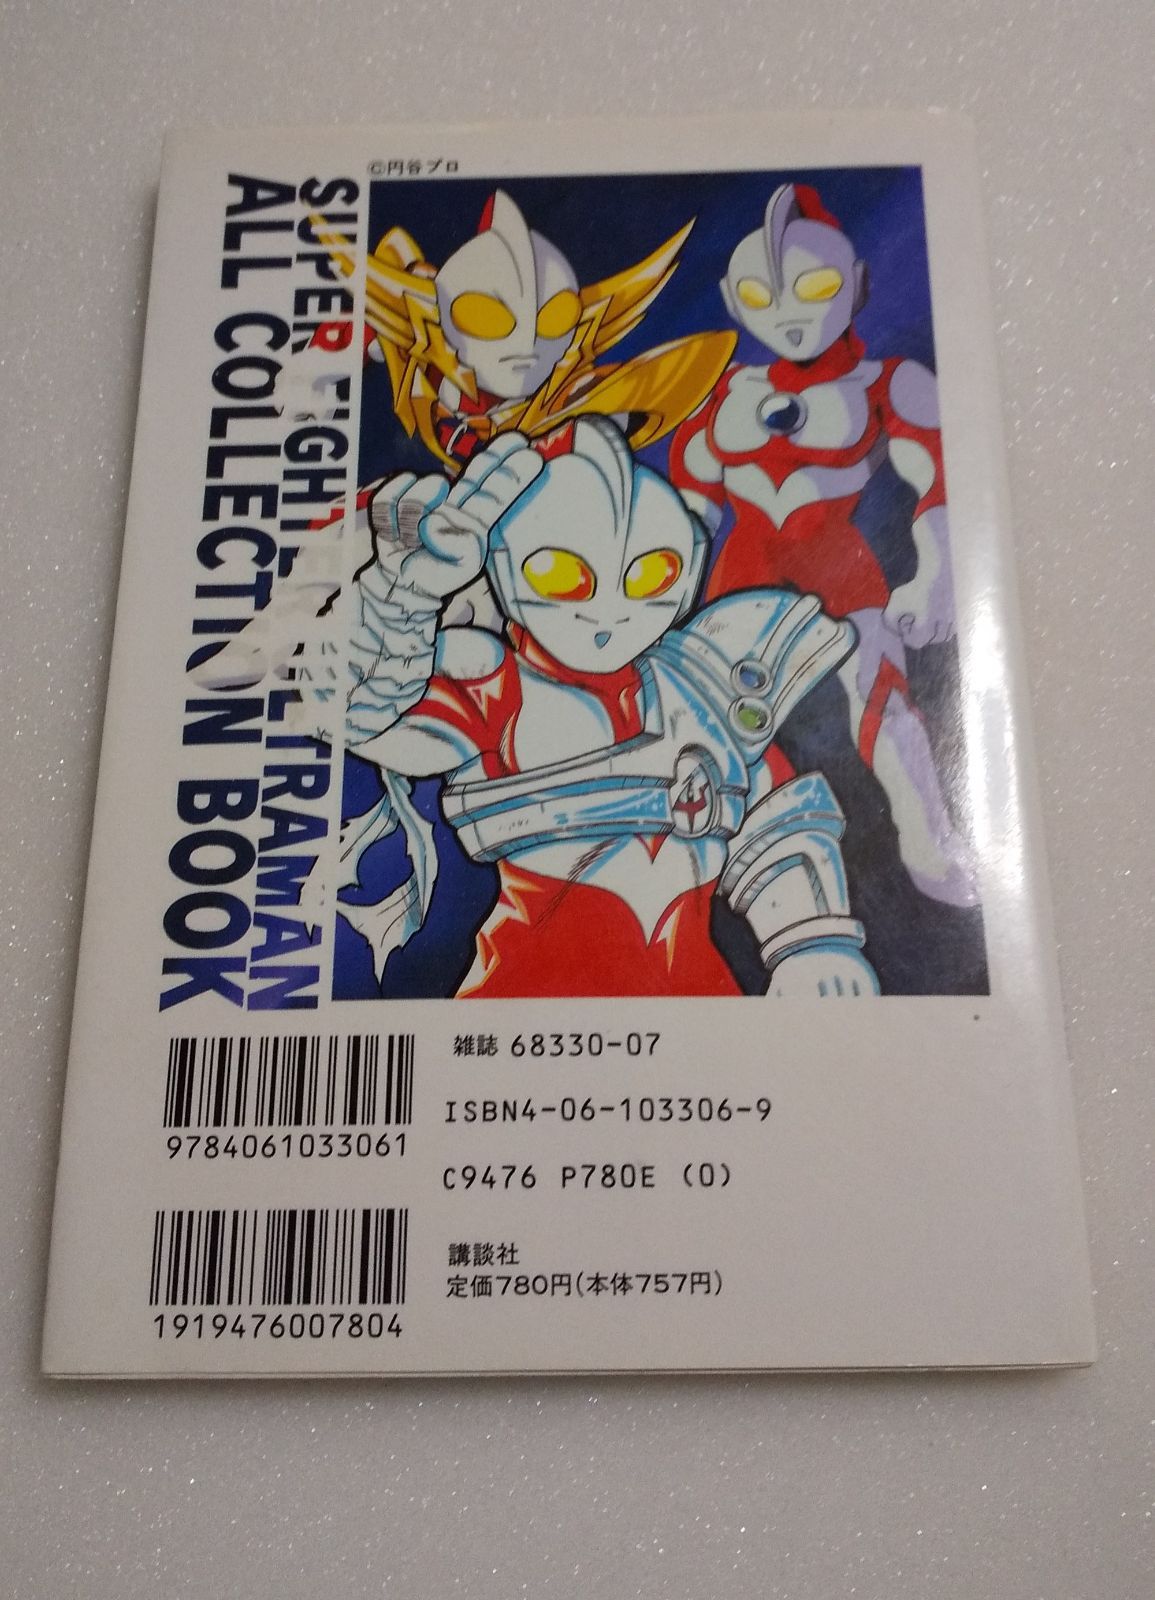 ©円谷プロ
SUPER FIGHTER ULTRAMAN
ALL COLLECTION BOOK
雑誌 68330-07
ISBN4-06-103306-9
9784061033061
C9476 P780E (0)
講談社
定価780円(本体757円)
1919476007804